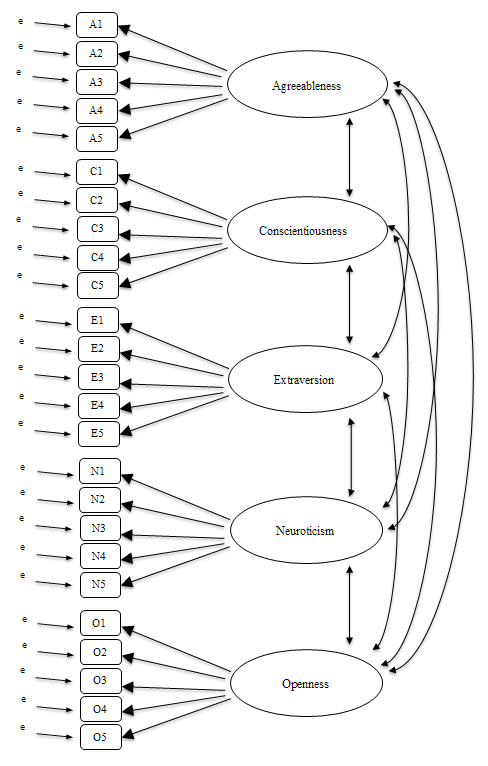 e A1
e A2
e A3
e A4
e A5
Agreeableness
e C1
e C2
e C3
e C4
e C5
Conscientiousness
e E1
e E2
e E3
e E4
e E5
Extraversion
e N1
e N2
e N3
e N4
e N5
Neuroticism
e O1
e O2
e O3
e O4
e O5
Openness